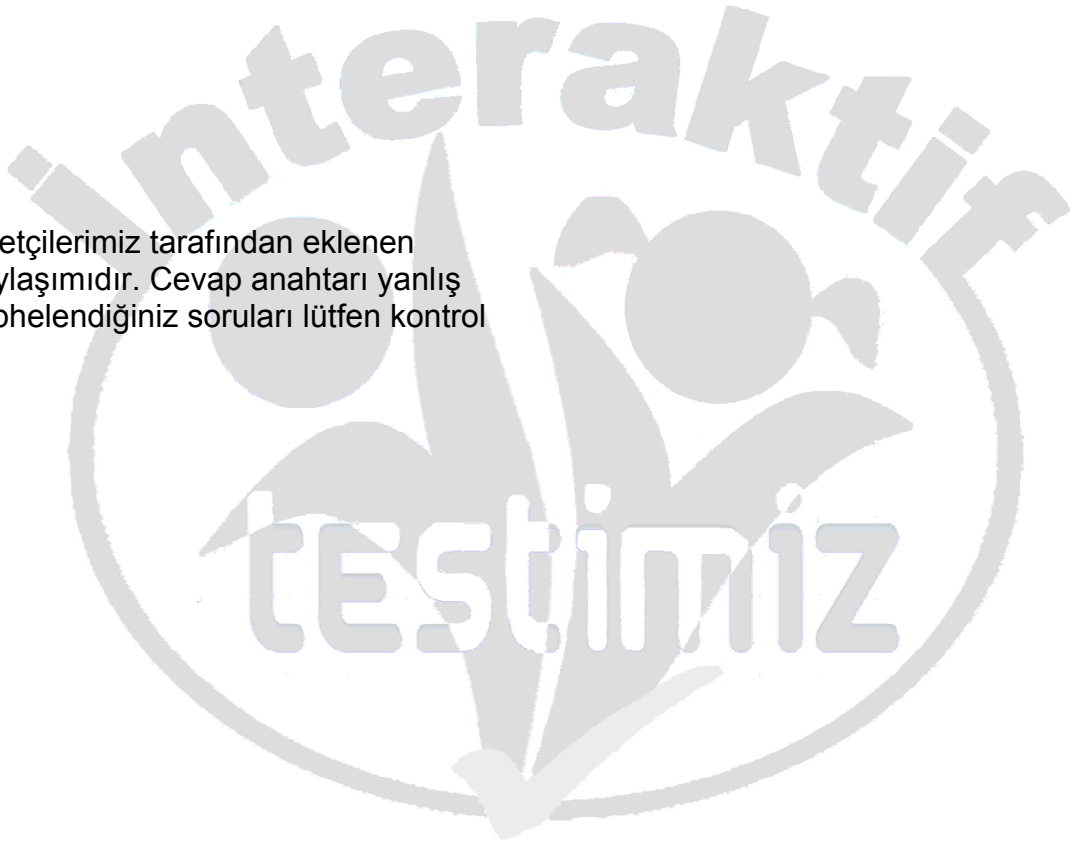 interaktif
etçilerimiz tarafından eklenen
ylaşımıdır. Cevap anahtarı yanlış
phelendiğiniz soruları lütfen kontrol
testimiz